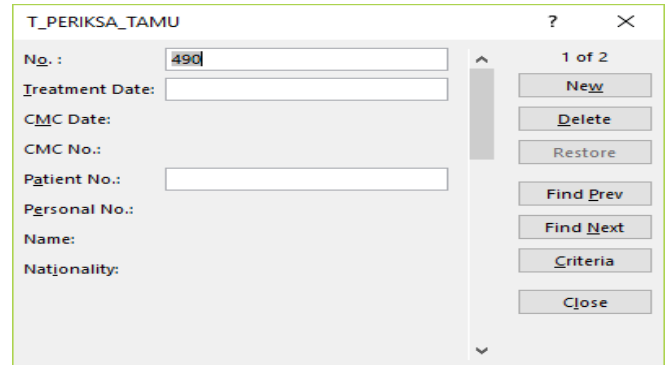 T_PERIKSA_TAMU ? ×
No. : 490 1 of 2
Treatment Date: New
CMC Date: Delete
CMC No.: Restore
Patient No.: Find Prev
Personal No.: Find Next
Name: Criteria
Nationality: Close